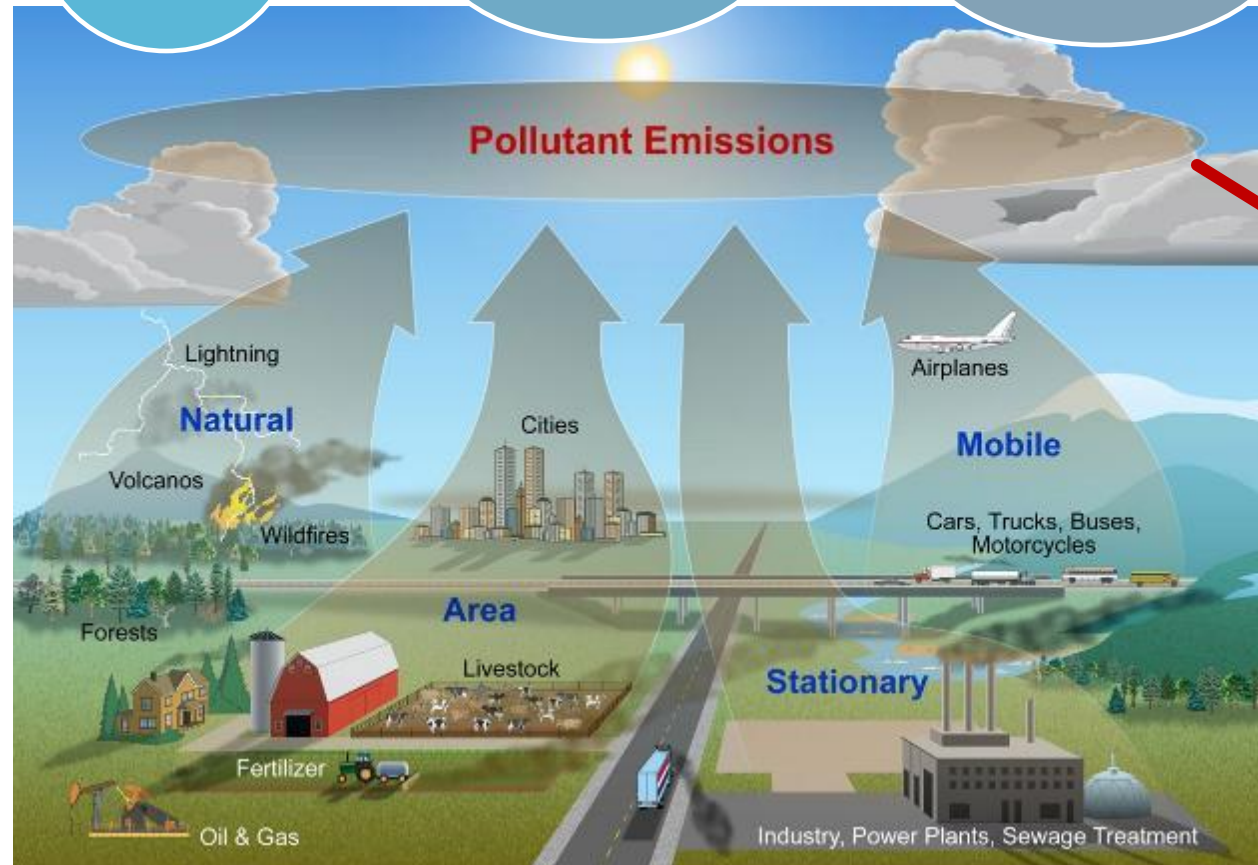 Pollutant Emissions
Lightning
Natural
Volcanos
Wildfires
Forests
Cities
Area
Livestock
Fertilizer
Oil & Gas
Airplanes
Mobile
Cars, Trucks, Buses,
Motorcycles
Stationary
Industry, Power Plants, Sewage Treatment